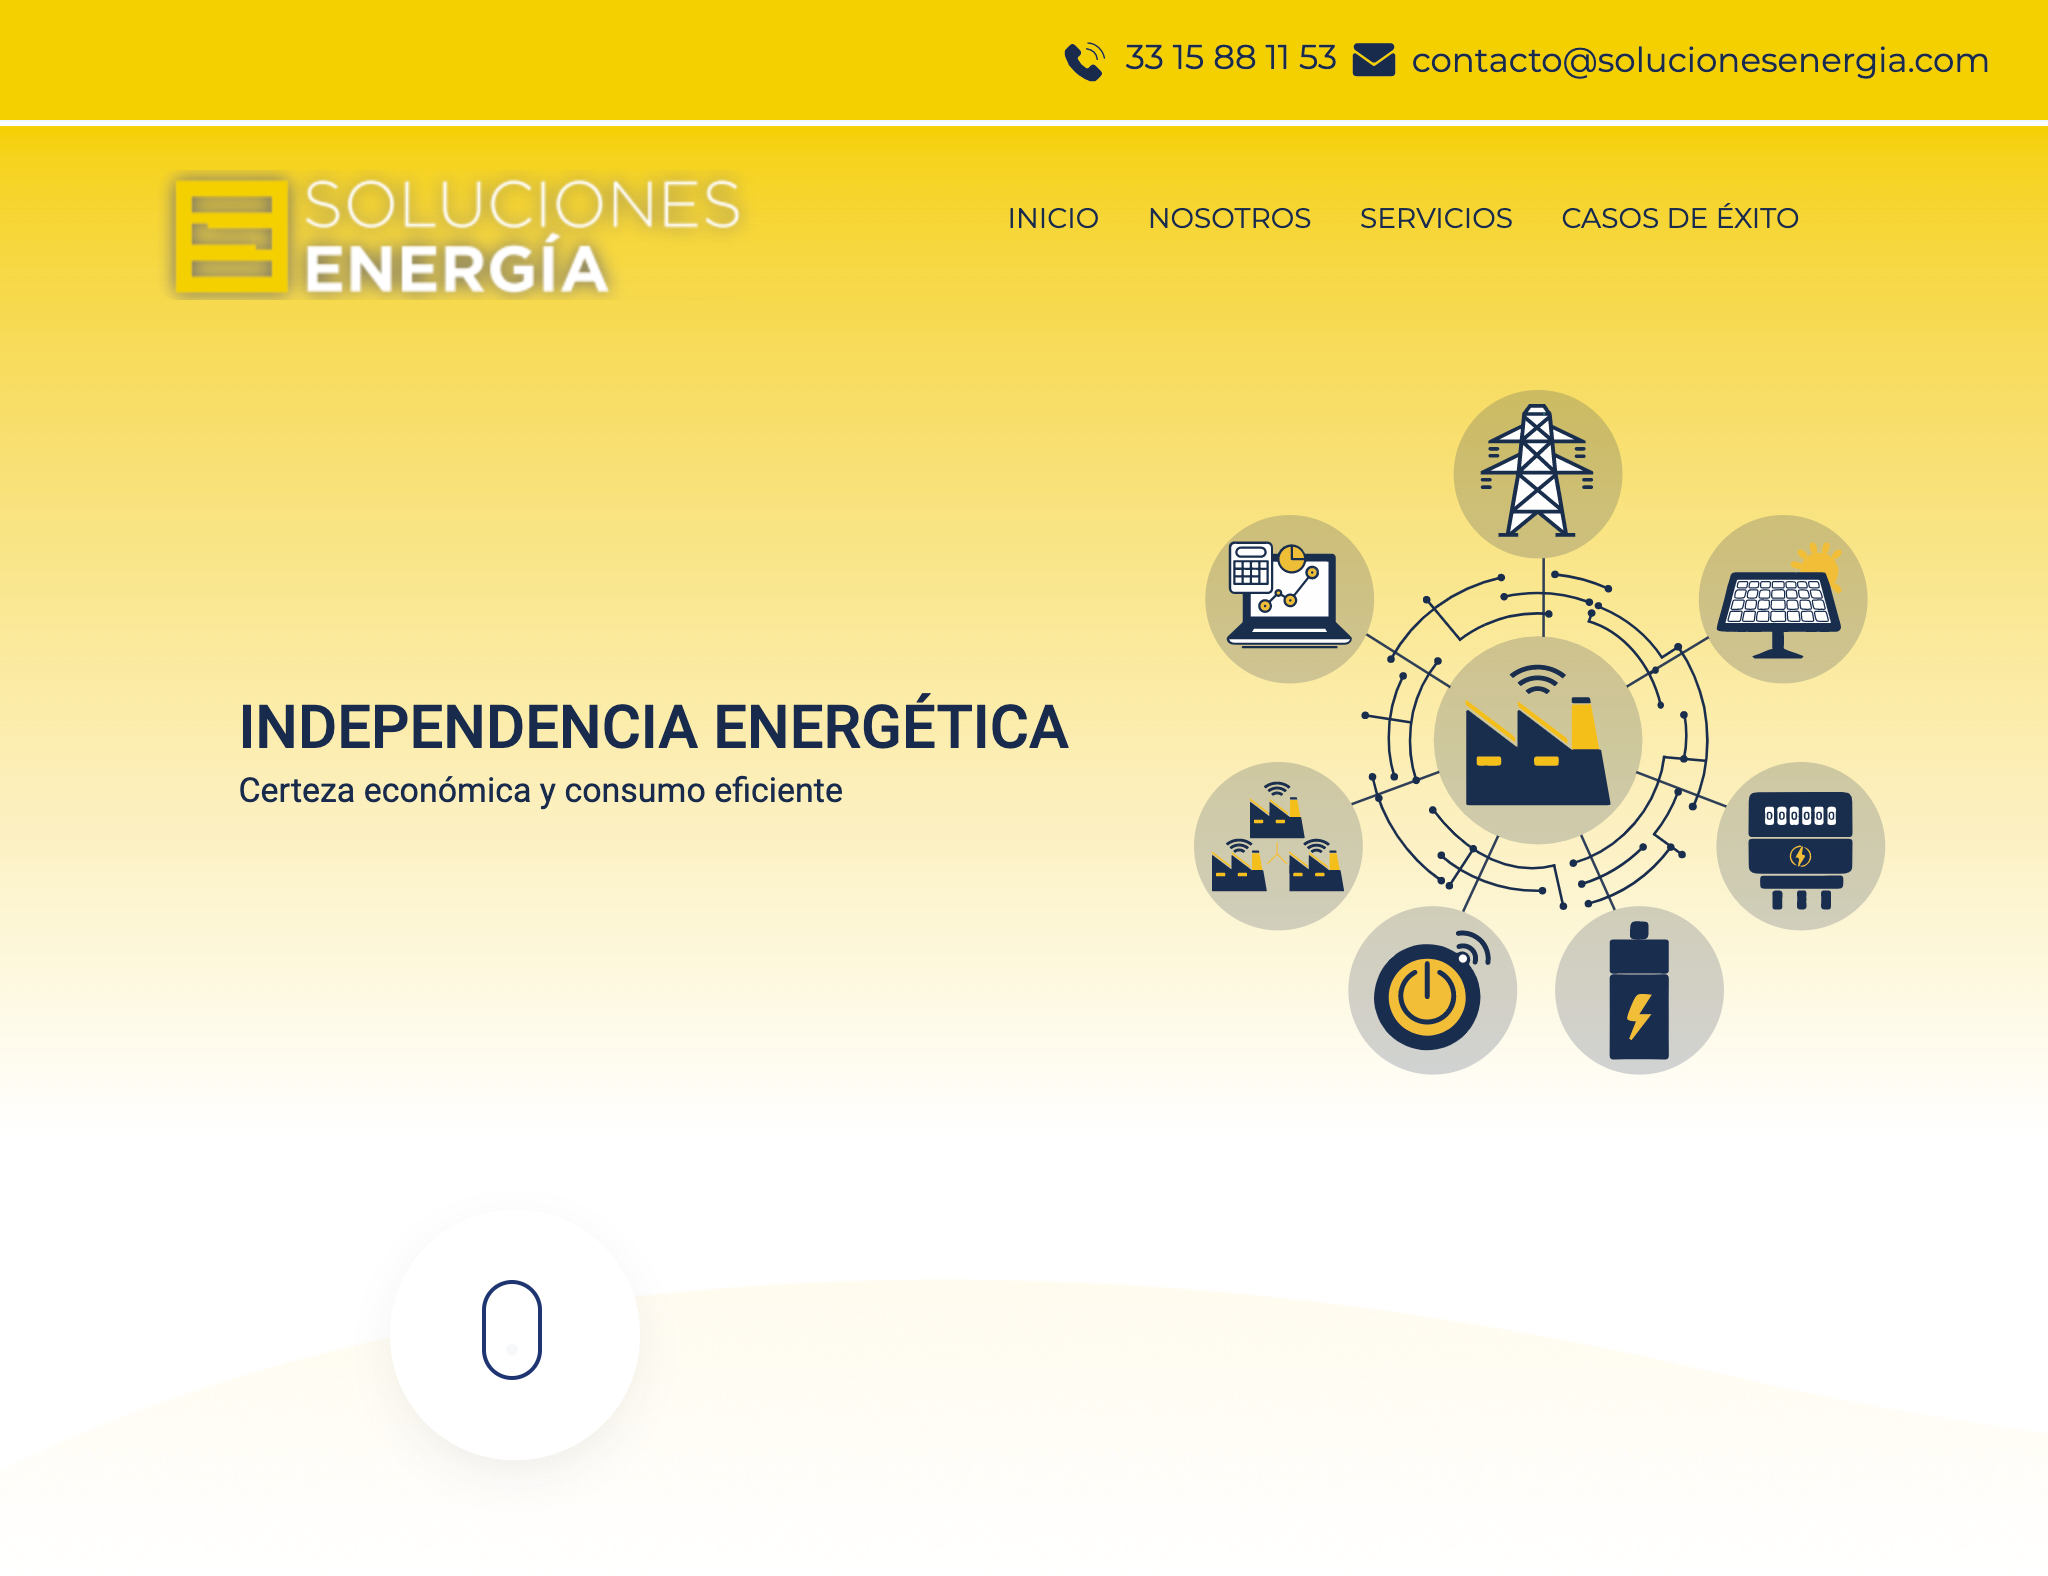 33 15 88 11 53 contacto@solucionesenergia.com
SOLUCIONES
ENERGÍA
INICIO NOSOTROS SERVICIOS CASOS DE ÉXITO
INDEPENDENCIA ENERGÉTICA
Certeza económica y consumo eficiente
000000